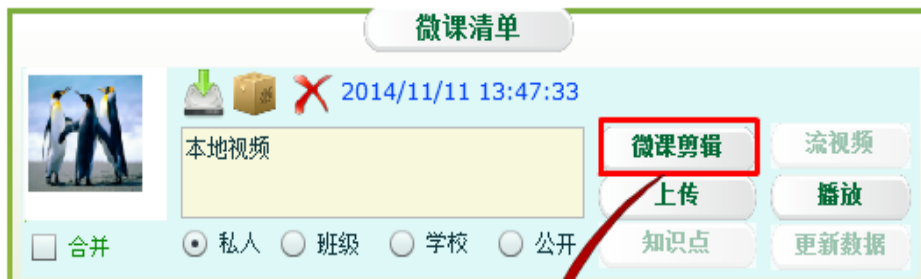 微课清单
2014/11/11 13:47:33
本地视频
微课剪辑 流视频
上传 播放
合并 私人 班级 学校 公开 知识点 更新数据